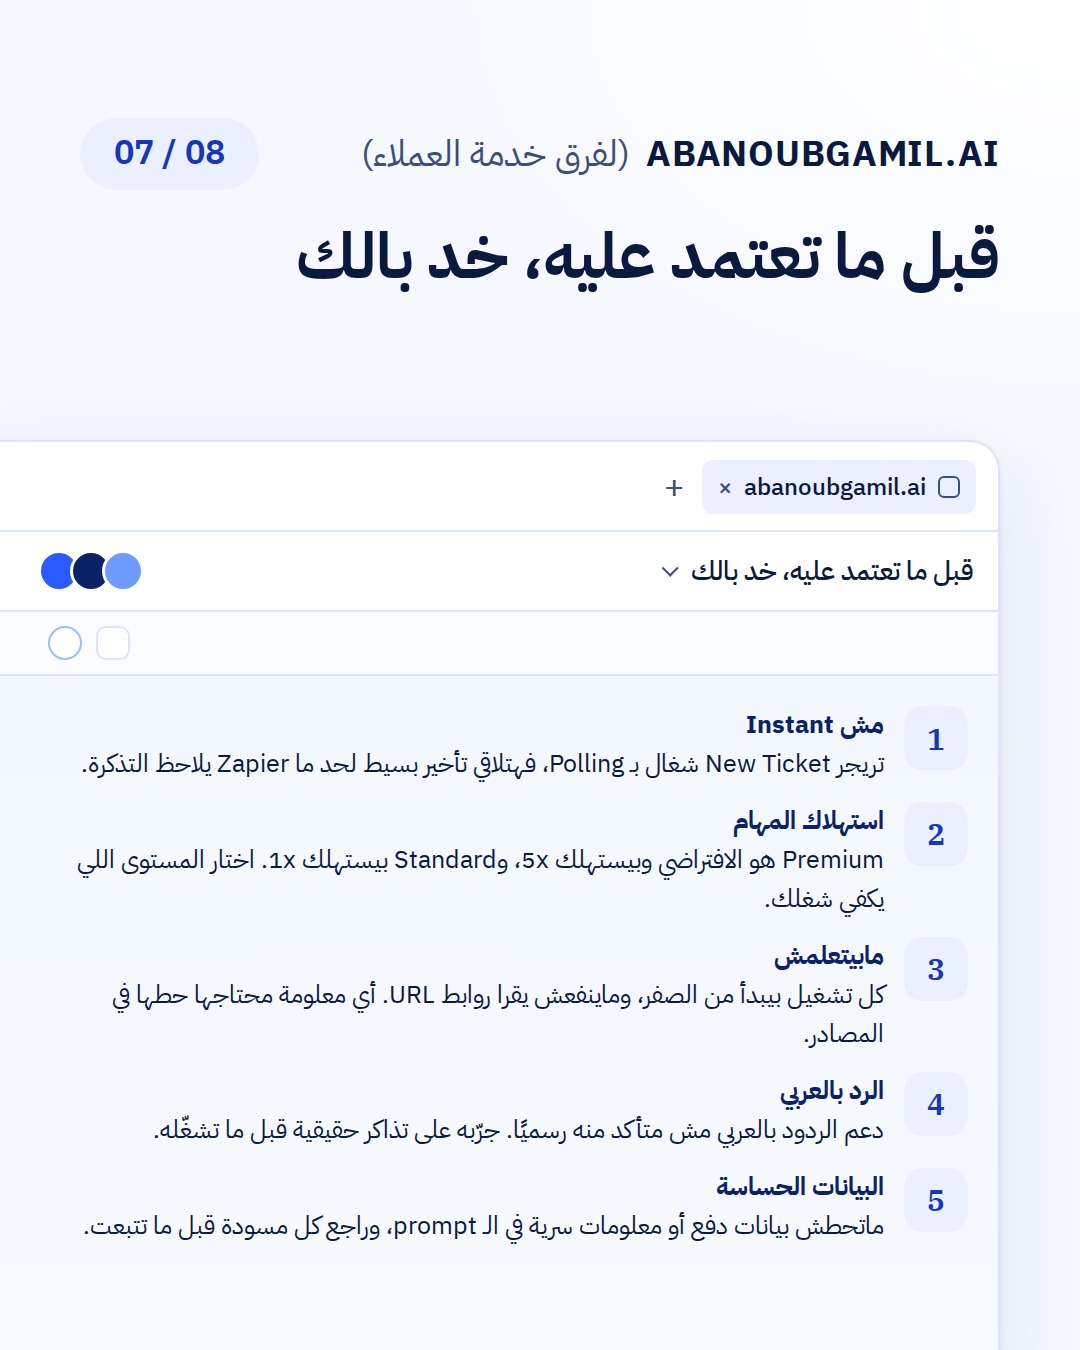 ABANOUBGAMIL.AI (لفرق خدمة العملاء)
07 / 08
قبل ما تعتمد عليه، خد بالك
abanoubgamil.ai × +
قبل ما تعتمد عليه، خد بالك
1
مش Instant
تريجر New Ticket شغال بـ Polling، فهتلاقي تأخير بسيط لحد ما Zapier يلاحظ التذكرة.
2
استهلاك المهام
Premium هو الافتراضي وبيستهلك 5x، وStandard بيستهلك 1x. اختار المستوى اللي
يكفي شغلك.
3
مابيتعلمش
كل تشغيل بيبدأ من الصفر، وماينفعش يقرا روابط URL. أي معلومة محتاجها حطها في
المصادر.
4
الرد بالعربي
دعم الردود بالعربي مش متأكد منه رسميًا. جرّبه على تذاكر حقيقية قبل ما تشغّله.
5
البيانات الحساسة
ماتحطش بيانات دفع أو معلومات سرية في الـ prompt، وراجع كل مسودة قبل ما تتبعت.